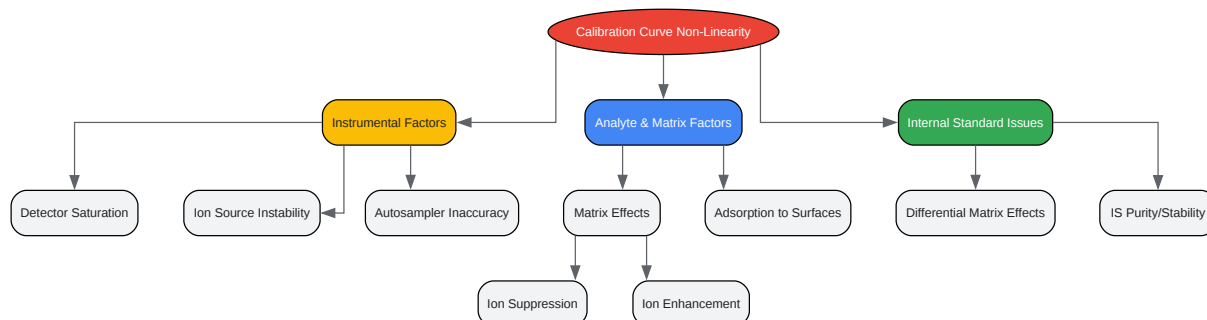 Calibration Curve Non-Linearity
Instrumental Factors
Analyte & Matrix Factors
Internal Standard Issues
Detector Saturation
Ion Source Instability
Autosampler Inaccuracy
Matrix Effects
Adsorption to Surfaces
Differential Matrix Effects
IS Purity/Stability
Ion Suppression
Ion Enhancement